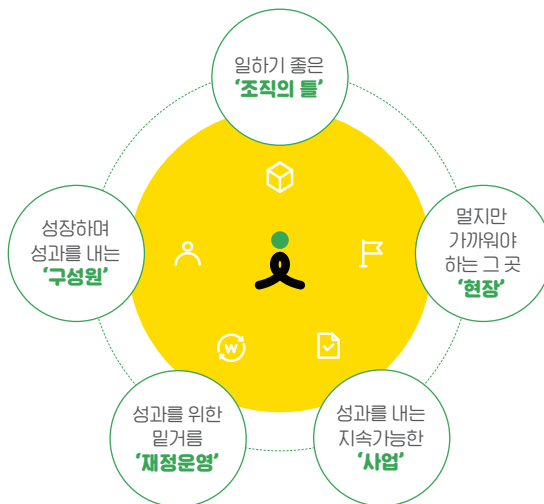 일하기 좋은
‘조직의 틀’
멀지만
가까워야
하는 그 곳
‘현장’
성과를 내는
지속가능한
‘사업’
성과를 위한
밑거름
‘재정운영’
성장하며
성과를 내는
‘구성원’
W